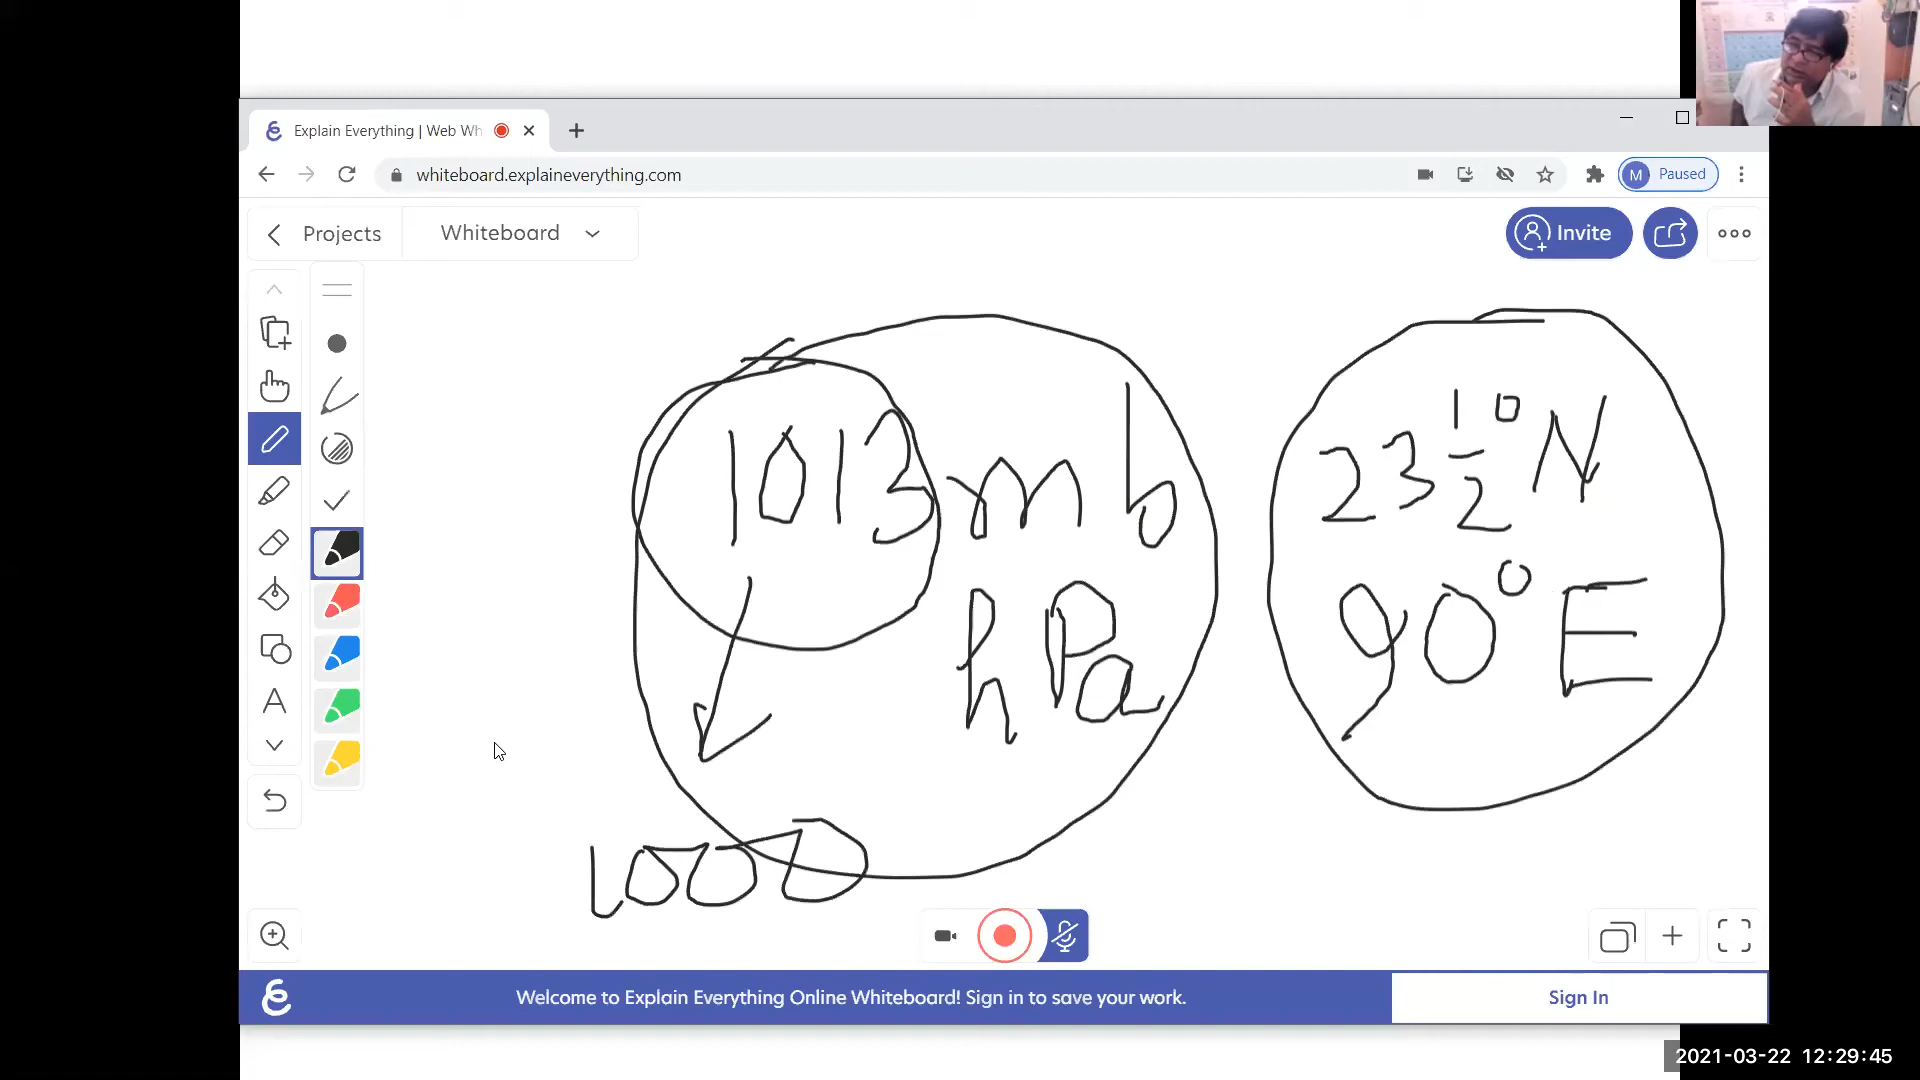 Explain Everything | Web Wh
whiteboard.explaineverything.com
M Paused
Projects
Whiteboard
Invite
1013 mb
hPa
1000
23 1/2° N
90° E
A
Welcome to Explain Everything Online Whiteboard! Sign in to save your work.
Sign In
2021-03-22 12:29:45